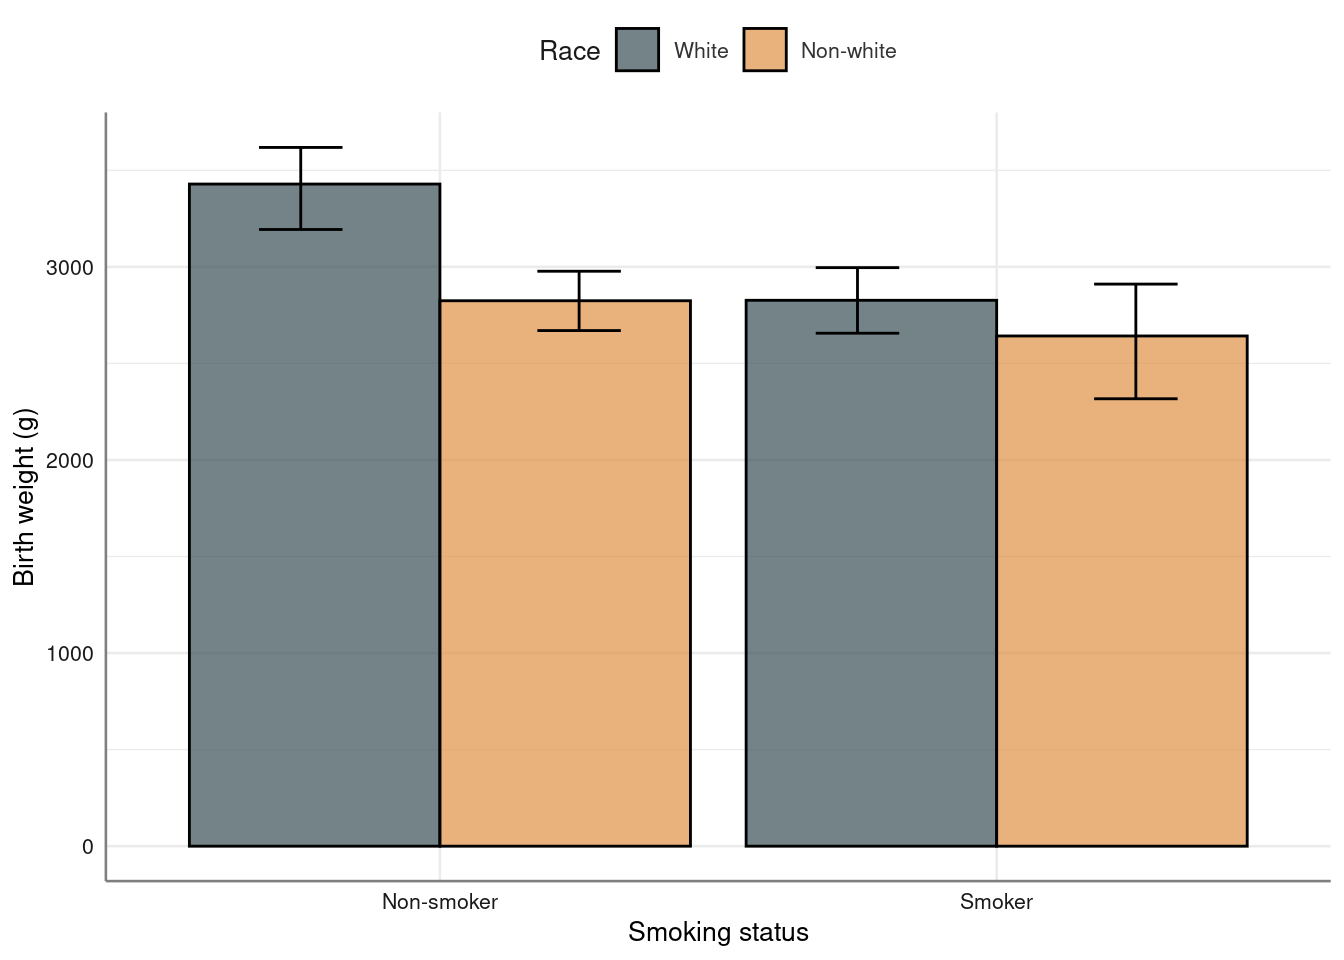 Race White Non-white
Birth weight (g)
3000
2000
1000
0
Non-smoker Smoker
Smoking status